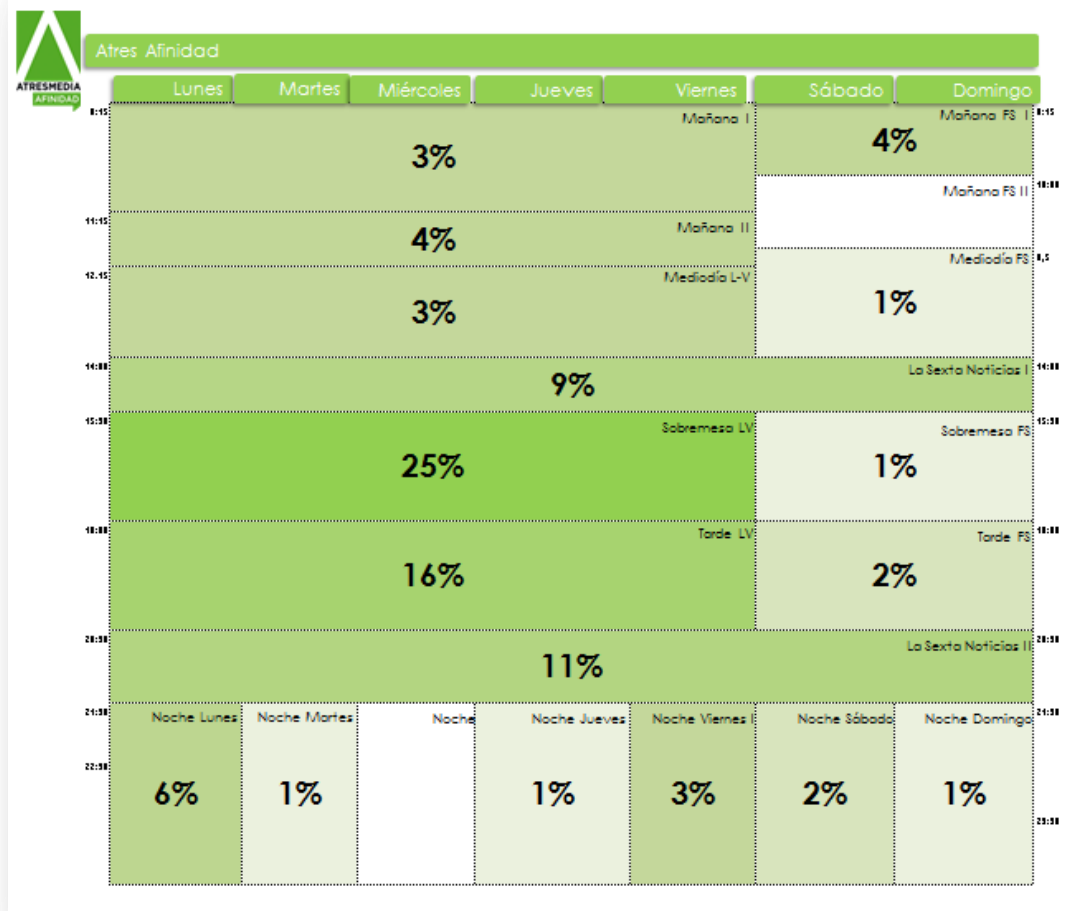 Atres Afinidad
ATRESMEDIA
AFINIDAD
Lunes Martes Miércoles Jueves Viernes Sábado Domingo
8:15 Mañana I Mañana FS I 8:15
3% 4%
Mañana FS II 10:00
11:15 Mañana II
4%
Mediodía FS
12:15 Mediodía L-V
3% 1%
14:00 La Sexta Noticias I 14:00
9%
15:30 Sobremesa LV Sobremesa FS 15:30
25% 1%
18:00 Tarde LV Tarde FS 18:00
16% 2%
20:30 La Sexta Noticias II 20:30
11%
21:30 Noche Lunes Noche Martes Noche Noche Jueves Noche Viernes I Noche Sábado Noche Domingo 21:30
22:30
6% 1% 1% 3% 2% 1%